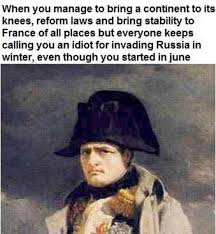 When you manage to bring a continent to its
knees, reform laws and bring stability to
France of all places but everyone keeps
calling you an idiot for invading Russia in
winter, even though you started in june